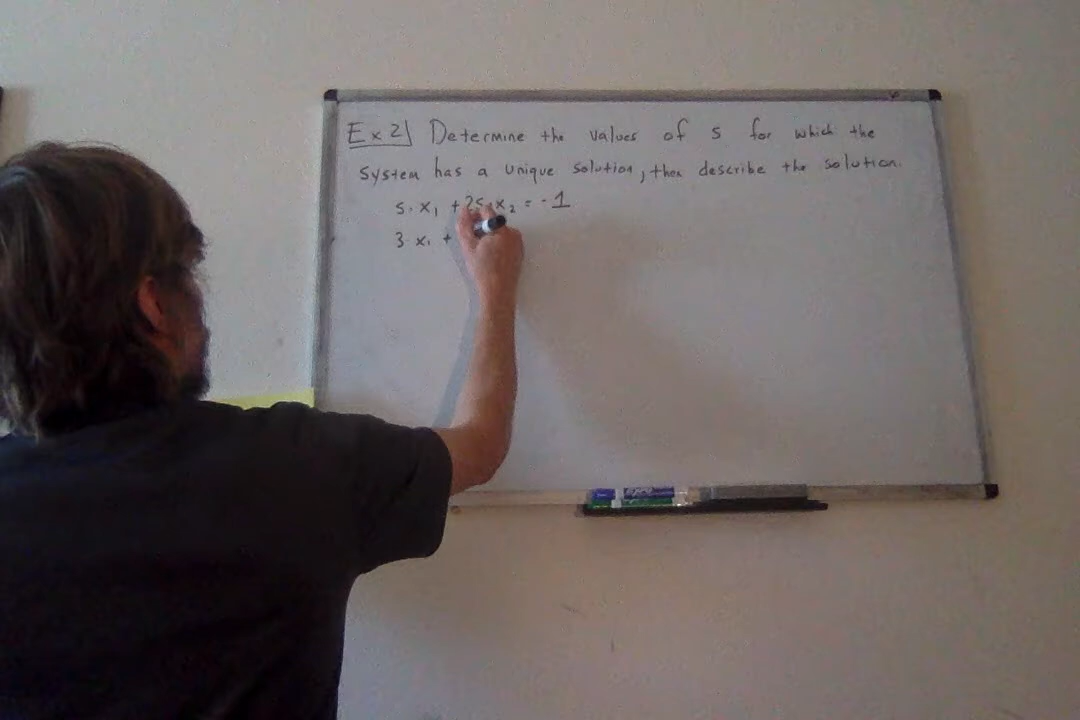 Ex 2) Determine the values of s for which the
system has a unique solution, then describe the solution.
s·x₁ + 2s·x₂ = -1
3·x₁ +